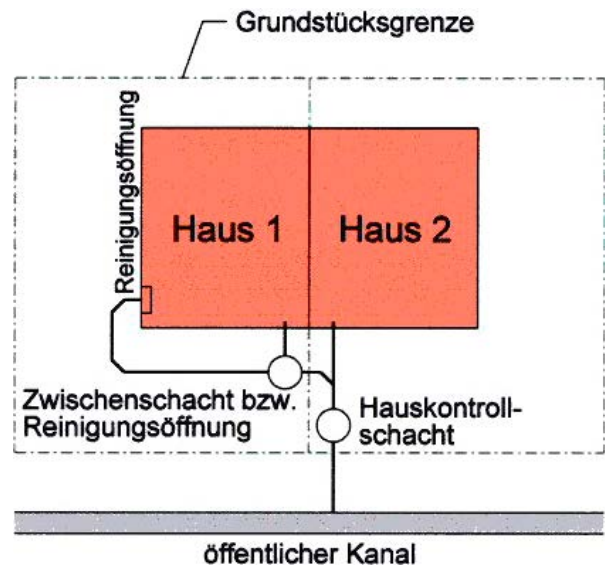 Grundstücksgrenze
Reinigungsöffnung
Haus 1
Haus 2
Zwischenschacht bzw.
Reinigungsöffnung
Hauskontroll-
schacht
öffentlicher Kanal